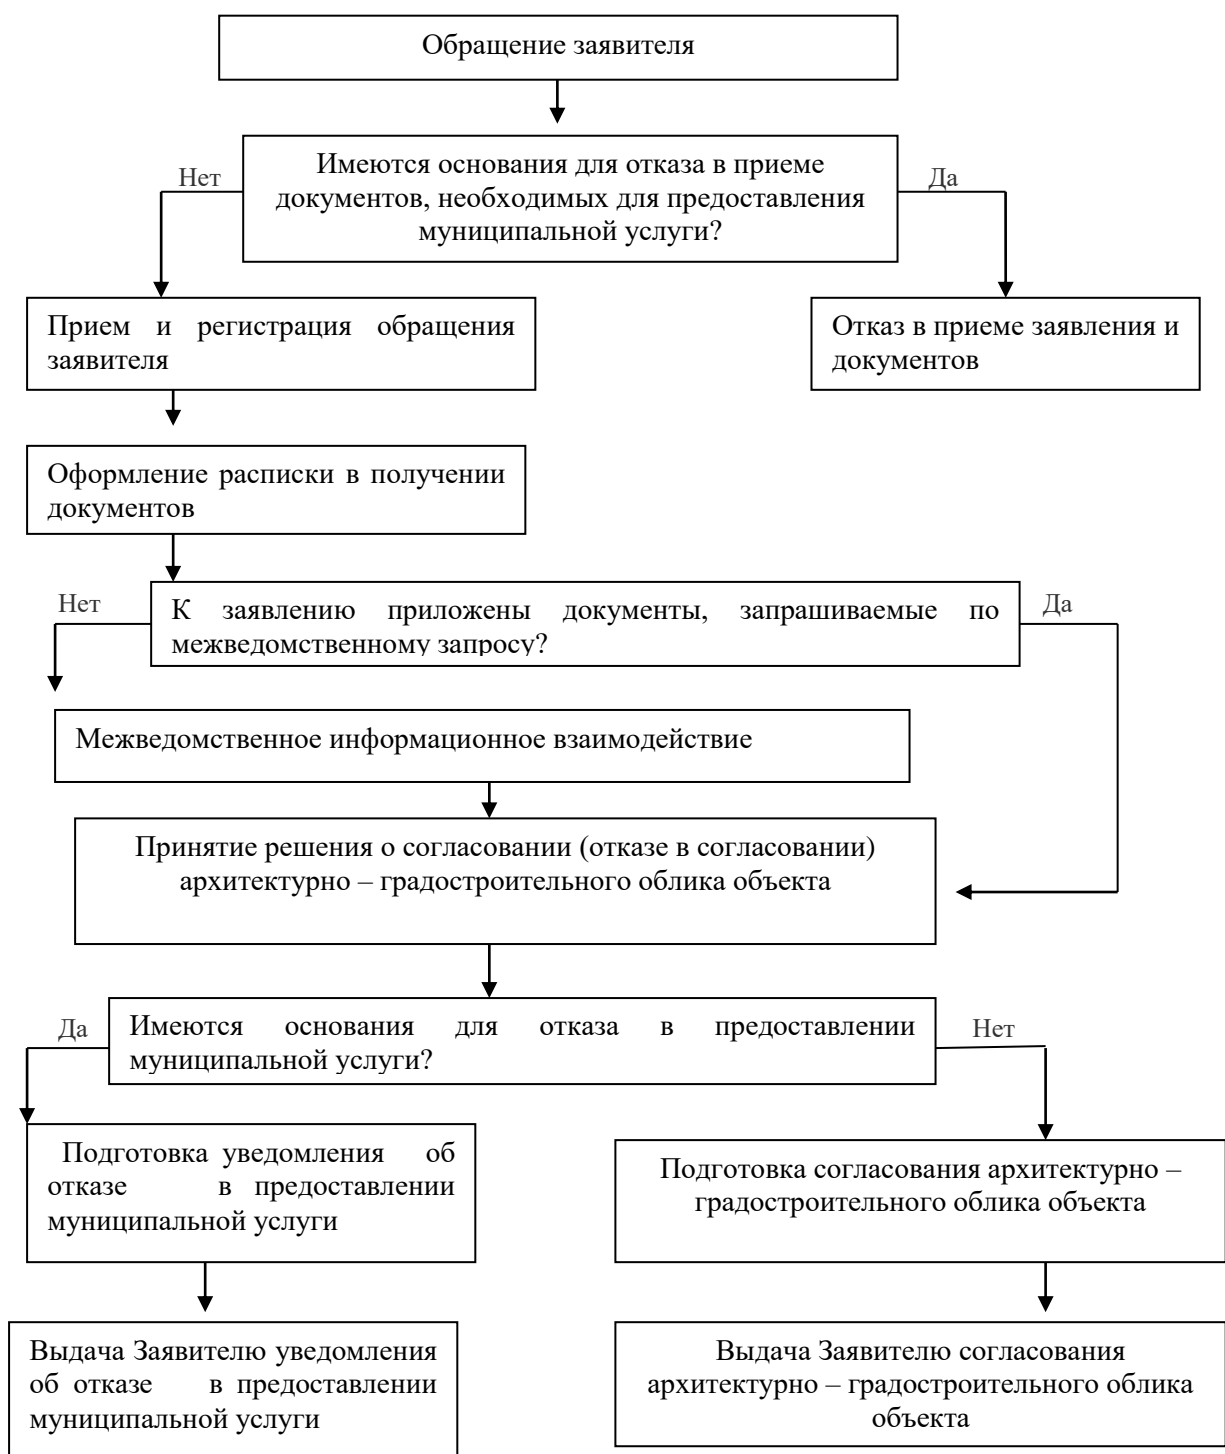 Обращение заявителя
Имеются основания для отказа в приеме
документов, необходимых для предоставления
муниципальной услуги?
Нет
Да
Прием и регистрация обращения
заявителя
Отказ в приеме заявления и
документов
Оформление расписки в получении
документов
Нет
К заявлению приложены документы, запрашиваемые по
межведомственному запросу?
Да
Межведомственное информационное взаимодействие
Принятие решения о согласовании (отказе в согласовании)
архитектурно – градостроительного облика объекта
Да
Имеются основания для отказа в предоставлении
муниципальной услуги?
Нет
Подготовка уведомления об
отказе в предоставлении
муниципальной услуги
Подготовка согласования архитектурно –
градостроительного облика объекта
Выдача Заявителю уведомления
об отказе в предоставлении
муниципальной услуги
Выдача Заявителю согласования
архитектурно – градостроительного облика
объекта